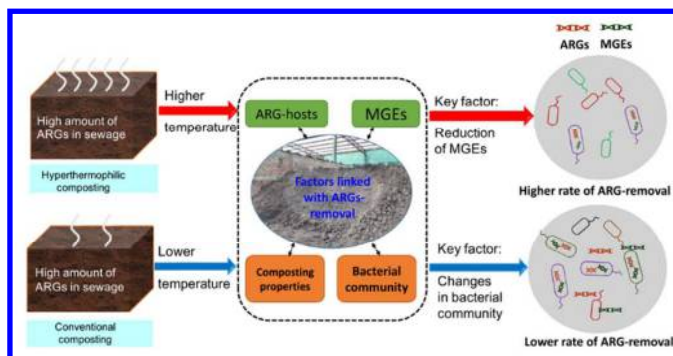 High amount of
ARGs in sewage
Hyperthermophilic
composting
Higher
temperature
High amount of
ARGs in sewage
Conventional
composting
Lower
temperature
ARG-hosts
MGEs
Factors linked
with ARGs-
removal
Composting
properties
Bacterial
community
Key factor:
Reduction
of MGEs
Key factor:
Changes
in bacterial
community
ARGs MGEs
Higher rate of ARG-removal
Lower rate of ARG-removal